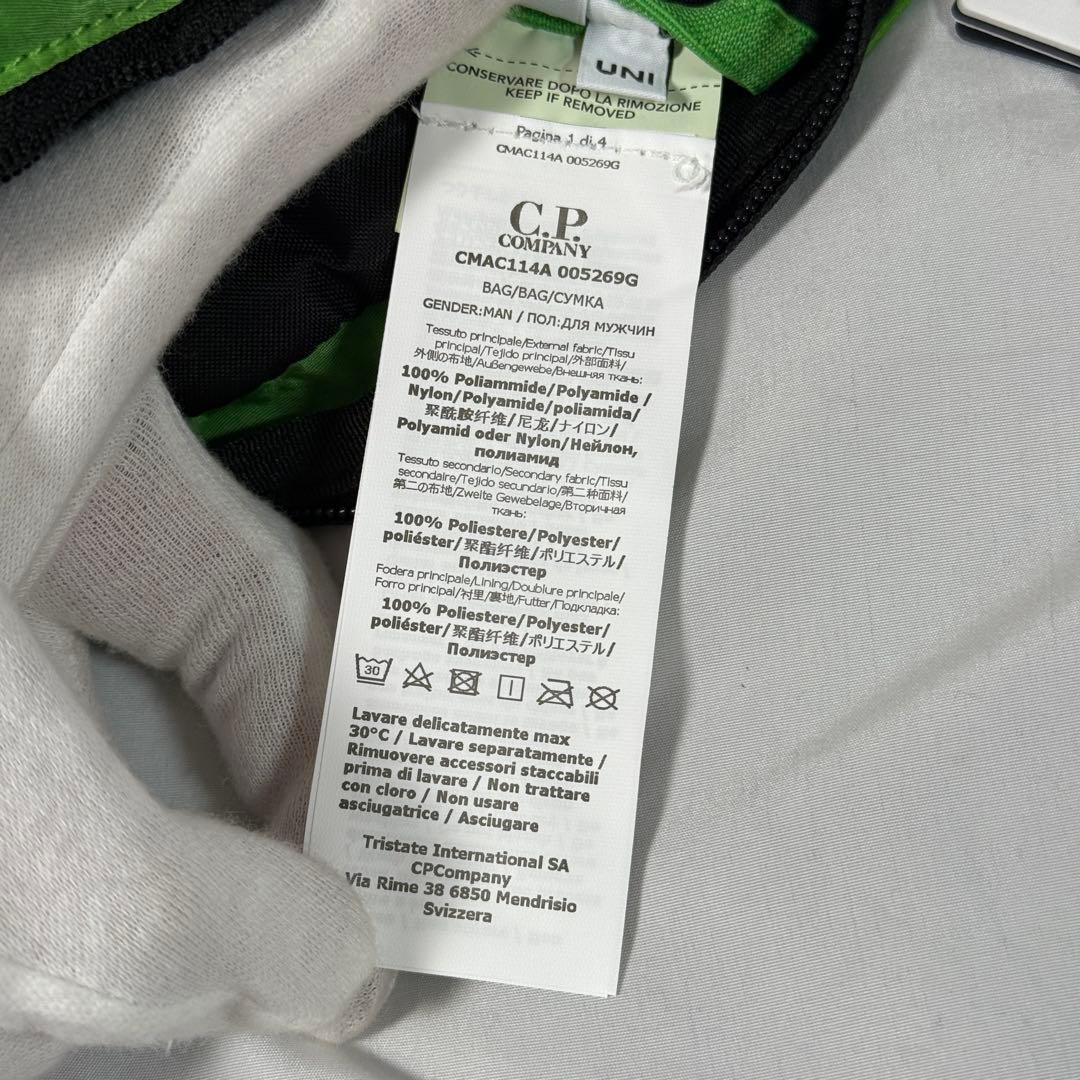 UNI
CONSERVARE DOPO LA RIMOZIONE
KEEP IF REMOVED
Pagina 1 di 4
CMAC114A 005269G
C.P.
COMPANY
CMAC114A 005269G
BAG/BAG/СУМКА
GENDER:MAN / ПОЛ:ДЛЯ МУЖЧИН
Tessuto principale/External fabric/Tissu
principal/Tejido principal/外部面料/
外側の布地/Außengewebe/Внешняя ткань:
100% Poliammide/Polyamide /
Nylon/Polyamide/poliamida/
聚酰胺纤维/尼龙/ナイロン/
Polyamid oder Nylon/Нейлон,
полиамид
Tessuto secondario/Secondary fabric/Tissu
secondaire/Tejido secundario/第二种面料/
第二の布地/Zweite Gewebelage/Вторичная
ткань:
100% Poliestere/Polyester/
poliéster/聚酯纤维/ポリエステル/
Полиэстер
Fodera principale/Lining/Doublure principale/
Forro principal/衬里/裏地/Futter/Подкладка:
100% Poliestere/Polyester/
poliéster/聚酯纤维/ポリエステル/
Полиэстер
30
Lavare delicatamente max
30°C / Lavare separatamente /
Rimuovere accessori staccabili
prima di lavare / Non trattare
con cloro / Non usare
asciugatrice / Asciugare
Tristate International SA
CPCompany
Via Rime 38 6850 Mendrisio
Svizzera